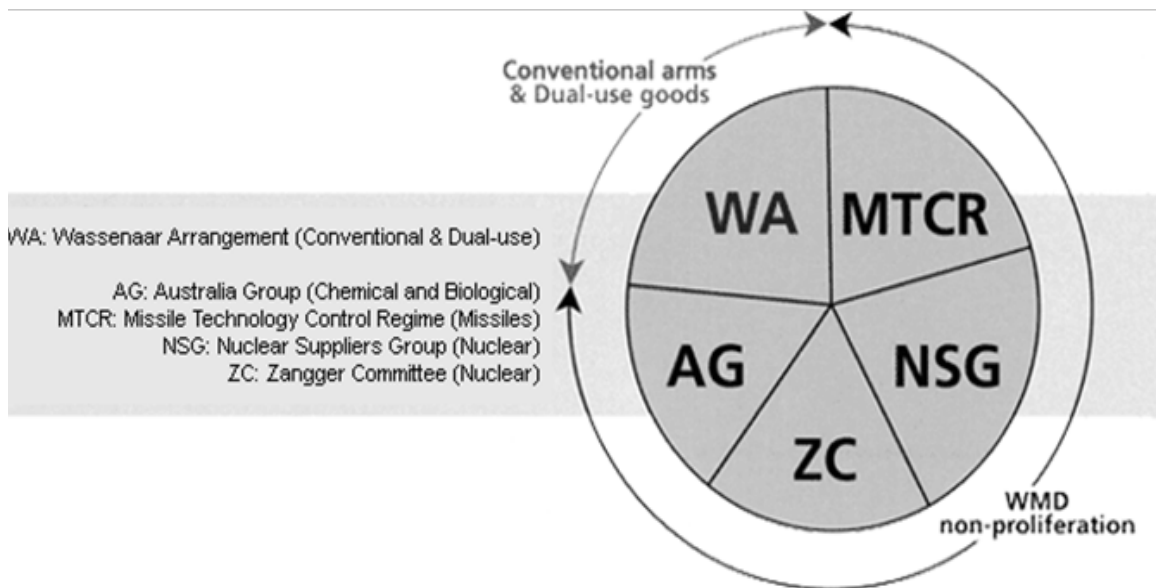 Conventional arms
& Dual-use goods
WA
MTCR
WA: Wassenaar Arrangement (Conventional & Dual-use)
AG: Australia Group (Chemical and Biological)
MTCR: Missile Technology Control Regime (Missiles)
NSG: Nuclear Suppliers Group (Nuclear)
ZC: Zangger Committee (Nuclear)
AG
NSG
ZC
WMD
non-proliferation